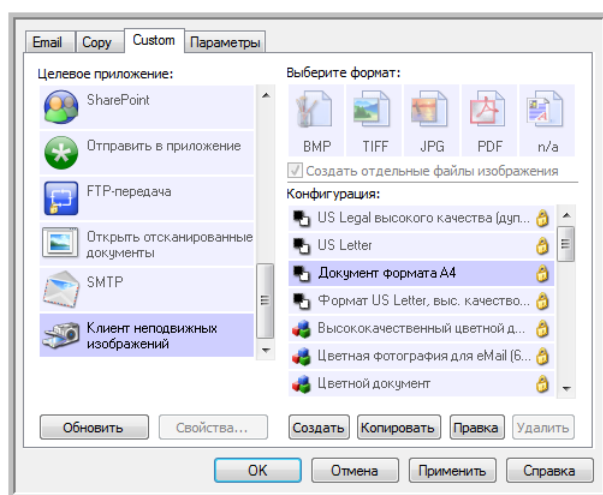 Email Copy Custom Параметры
Целевое приложение:
SharePoint
Отправить в приложение
FTP-передача
Открыть отсканированные
документы
SMTP
Клиент неподвижных
изображений
Обновить Свойства...
Выберите формат:
BMP TIFF JPG PDF n/a
Создать отдельные файлы изображения
Конфигурация:
US Legal высокого качества (дуп...
US Letter
Документ формата A4
Формат US Letter, выс. качество...
Высококачественный цветной д...
Цветная фотография для eMail (6...
Цветной документ
Создать Копировать Правка Удалить
OK Отмена Применить Справка